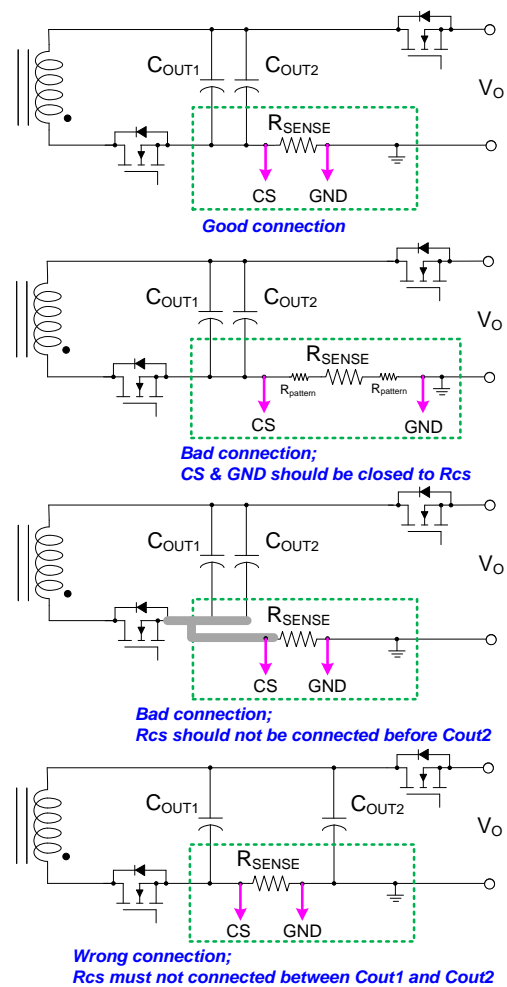 COUT1
COUT2
VO
RSENSE
CS
GND
Good connection
COUT1
COUT2
VO
RSENSE
Rpattern
Rpattern
CS
GND
Bad connection;
CS & GND should be closed to Rcs
COUT1
COUT2
VO
RSENSE
CS
GND
Bad connection;
Rcs should not be connected before Cout2
COUT1
COUT2
VO
RSENSE
CS
GND
Wrong connection;
Rcs must not connected between Cout1 and Cout2